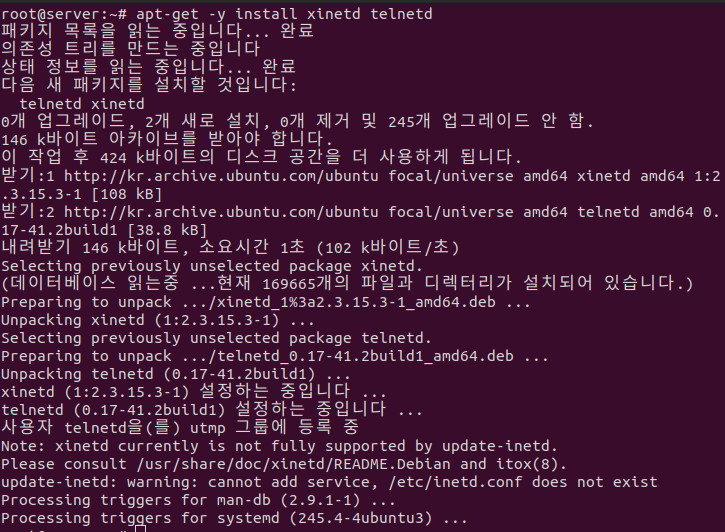 root@server:~# apt-get -y install xinetd telnetd
패키지 목록을 읽는 중입니다... 완료
의존성 트리를 만드는 중입니다
상태 정보를 읽는 중입니다... 완료
다음 새 패키지를 설치할 것입니다:
  telnetd xinetd
0개 업그레이드, 2개 새로 설치, 0개 제거 및 245개 업그레이드 안 함.
146 k바이트 아카이브를 받아야 합니다.
이 작업 후 424 k바이트의 디스크 공간을 더 사용하게 됩니다.
받기:1 http://kr.archive.ubuntu.com/ubuntu focal/universe amd64 xinetd amd64 1:2
.3.15.3-1 [108 kB]
받기:2 http://kr.archive.ubuntu.com/ubuntu focal/universe amd64 telnetd amd64 0.
17-41.2build1 [38.8 kB]
내려받기 146 k바이트, 소요시간 1초 (102 k바이트/초)
Selecting previously unselected package xinetd.
(데이터베이스 읽는중 ...현재 169665개의 파일과 디렉터리가 설치되어 있습니다.)
Preparing to unpack .../xinetd_1%3a2.3.15.3-1_amd64.deb ...
Unpacking xinetd (1:2.3.15.3-1) ...
Selecting previously unselected package telnetd.
Preparing to unpack .../telnetd_0.17-41.2build1_amd64.deb ...
Unpacking telnetd (0.17-41.2build1) ...
xinetd (1:2.3.15.3-1) 설정하는 중입니다 ...
telnetd (0.17-41.2build1) 설정하는 중입니다 ...
사용자 telnetd을(를) utmp 그룹에 등록 중
Note: xinetd currently is not fully supported by update-inetd.
Please consult /usr/share/doc/xinetd/README.Debian and itox(8).
update-inetd: warning: cannot add service, /etc/inetd.conf does not exist
Processing triggers for man-db (2.9.1-1) ...
Processing triggers for systemd (245.4-4ubuntu3) ...